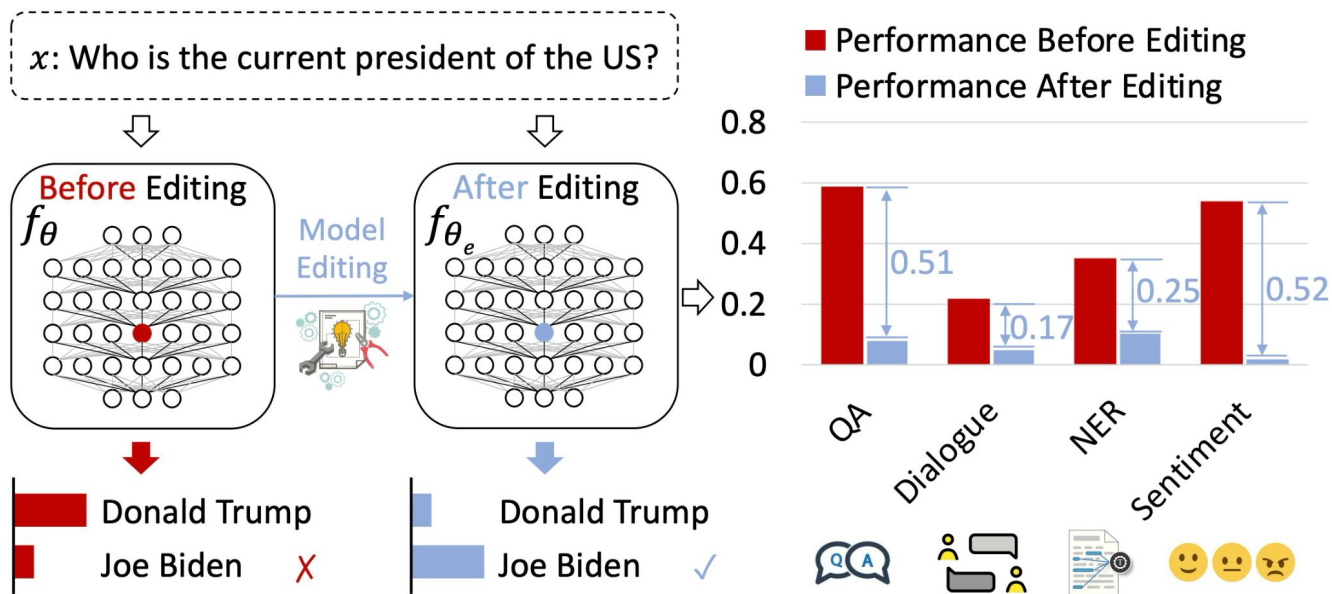 x: Who is the current president of the US?
Before Editing
fθ
Model
Editing
After Editing
fθe
Donald Trump
Joe Biden ✗
Donald Trump
Joe Biden ✓
Performance Before Editing
Performance After Editing
0.8
0.6
0.4
0.2
0
0.51
0.17
0.25
0.52
QA
Dialogue
NER
Sentiment
Q A